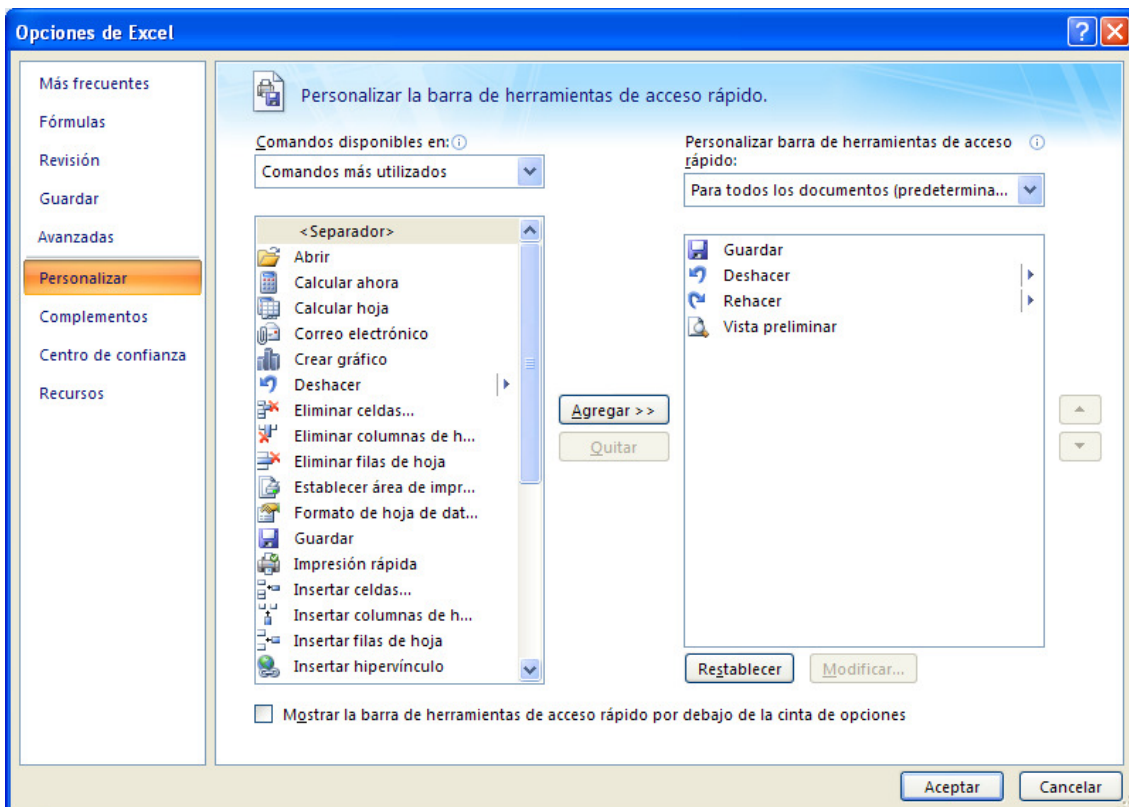 Opciones de Excel
Más frecuentes
Fórmulas
Revisión
Guardar
Avanzadas
Personalizar
Complementos
Centro de confianza
Recursos
Personalizar la barra de herramientas de acceso rápido.
Comandos disponibles en:
Comandos más utilizados
<Separador>
Abrir
Calcular ahora
Calcular hoja
Correo electrónico
Crear gráfico
Deshacer
Eliminar celdas...
Eliminar columnas de h...
Eliminar filas de hoja
Establecer área de impr...
Formato de hoja de dat...
Guardar
Impresión rápida
Insertar celdas...
Insertar columnas de h...
Insertar filas de hoja
Insertar hipervínculo
Agregar >>
Quitar
Personalizar barra de herramientas de acceso
rápido:
Para todos los documentos (predetermina...
Guardar
Deshacer
Rehacer
Vista preliminar
Restablecer
Modificar...
Mostrar la barra de herramientas de acceso rápido por debajo de la cinta de opciones
Aceptar
Cancelar